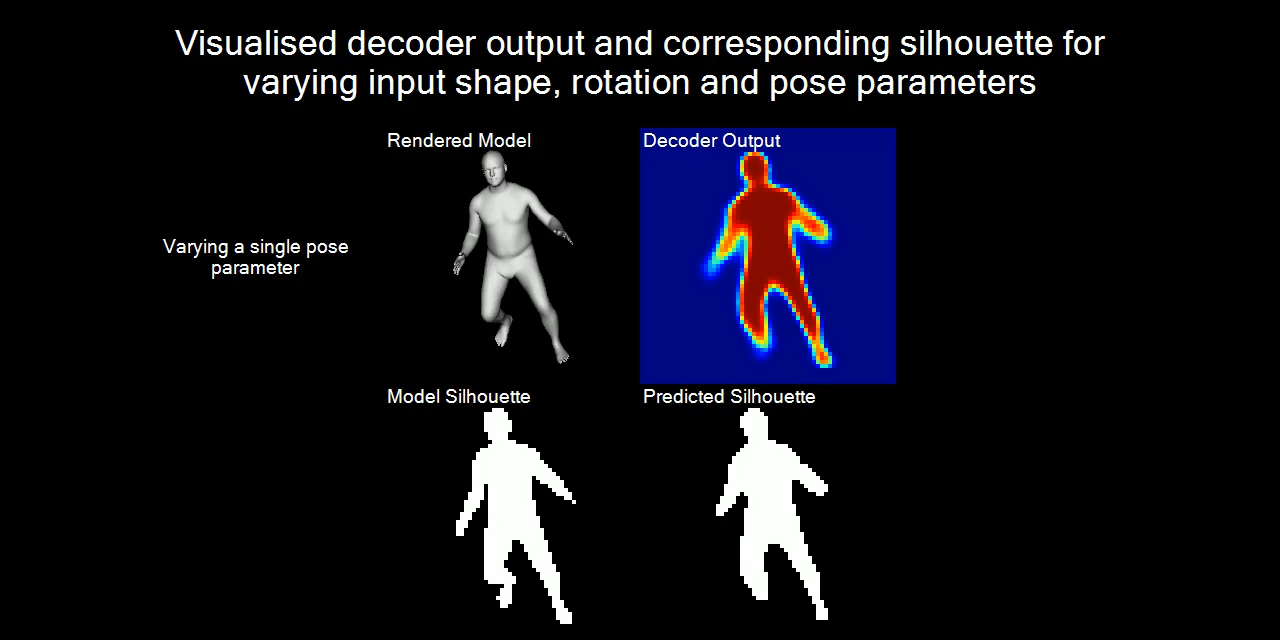 Visualised decoder output and corresponding silhouette for
varying input shape, rotation and pose parameters
Rendered Model
Decoder Output
Varying a single pose
parameter
Model Silhouette
Predicted Silhouette